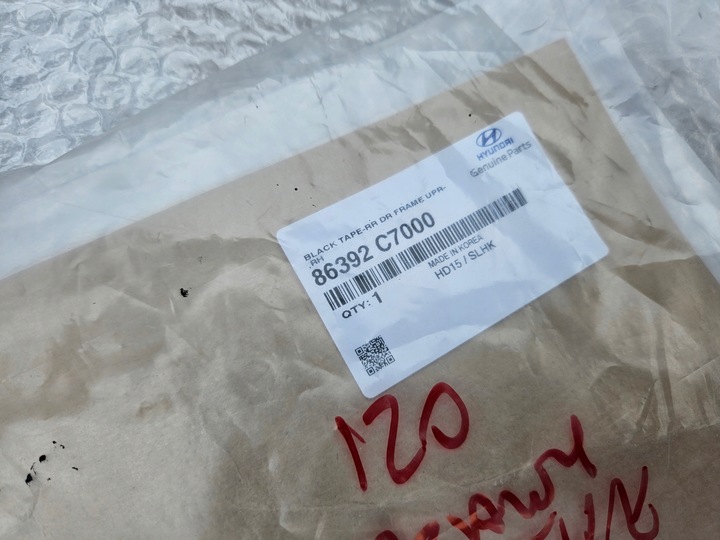 HYUNDAI
Genuine Parts
BLACK TAPE-RR DR FRAME UPR-
RH
86392 C7000
MADE IN KOREA
QTY: 1
HD15 / SLHK
120